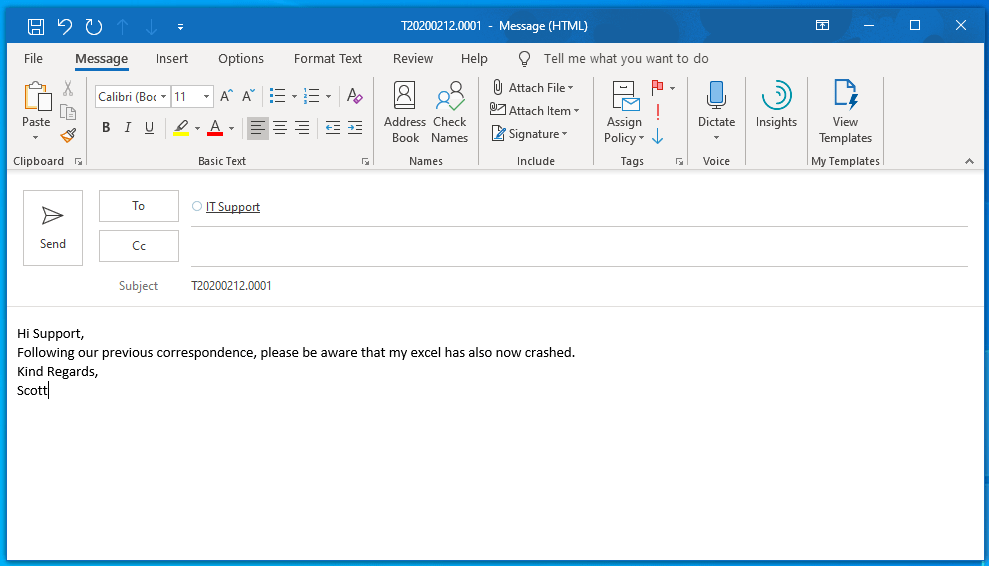 T20200212.0001 - Message (HTML)
File Message Insert Options Format Text Review Help Tell me what you want to do
Paste
Clipboard
Calibri (Boc 11 A A A
B I U A
Basic Text
Address Book
Check Names
Names
Attach File
Attach Item
Signature
Include
Assign Policy
Tags
Dictate
Voice
Insights
View Templates
My Templates
Send
To IT Support
Cc
Subject T20200212.0001
Hi Support,
Following our previous correspondence, please be aware that my excel has also now crashed.
Kind Regards,
Scott